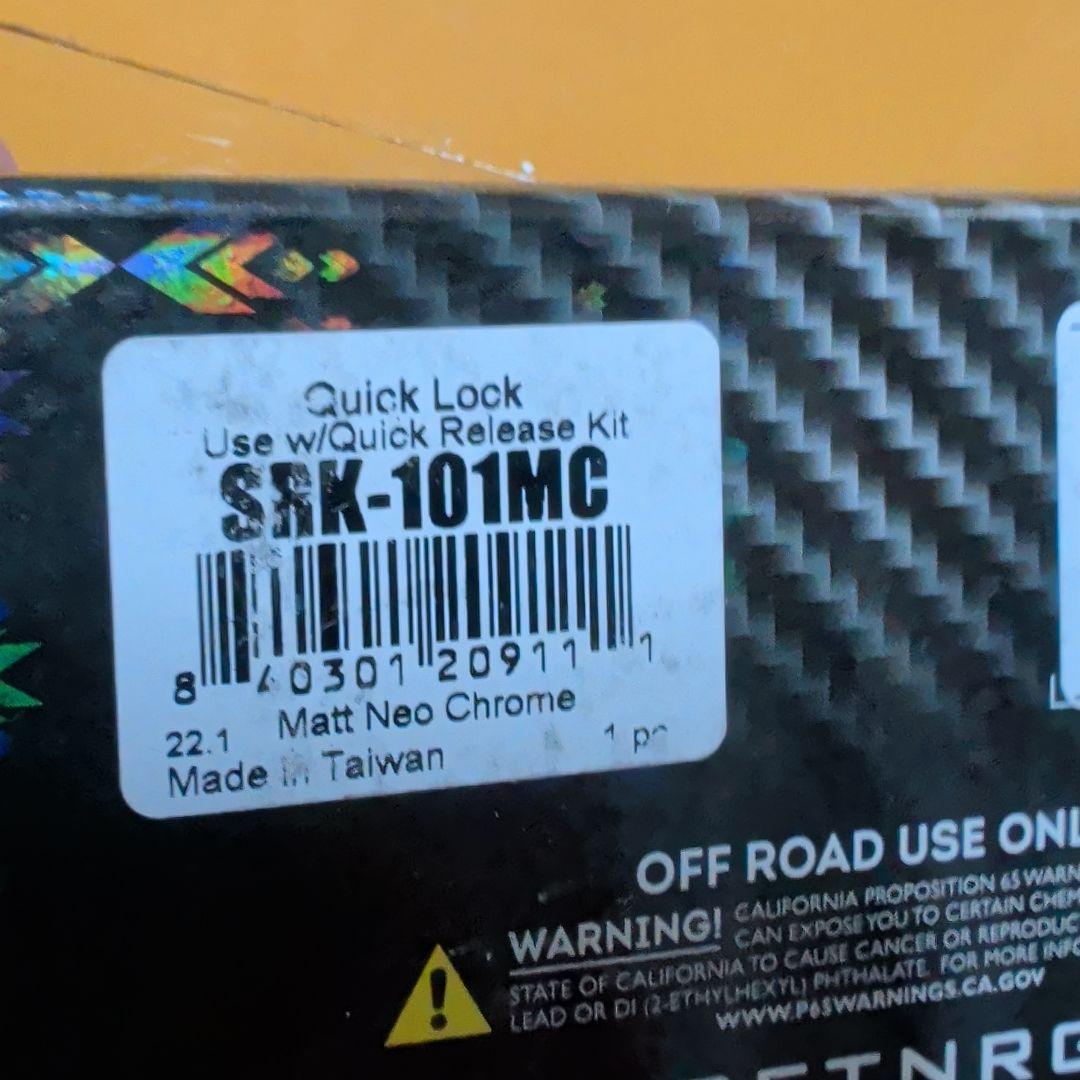 Quick Lock
Use w/Quick Release Kit
SRK-101MC
8 40301 20911 1
22.1 Matt Neo Chrome
1 pc
Made in Taiwan
OFF ROAD USE ONL
WARNING! CALIFORNIA PROPOSITION 65 WARN
CAN EXPOSE YOU TO CERTAIN CHEM
STATE OF CALIFORNIA TO CAUSE CANCER OR REPRODUC
LEAD OR DI (2-ETHYLHEXYL) PHTHALATE. FOR MORE INFO
WWW.P65WARNINGS.CA.GOV
NRG